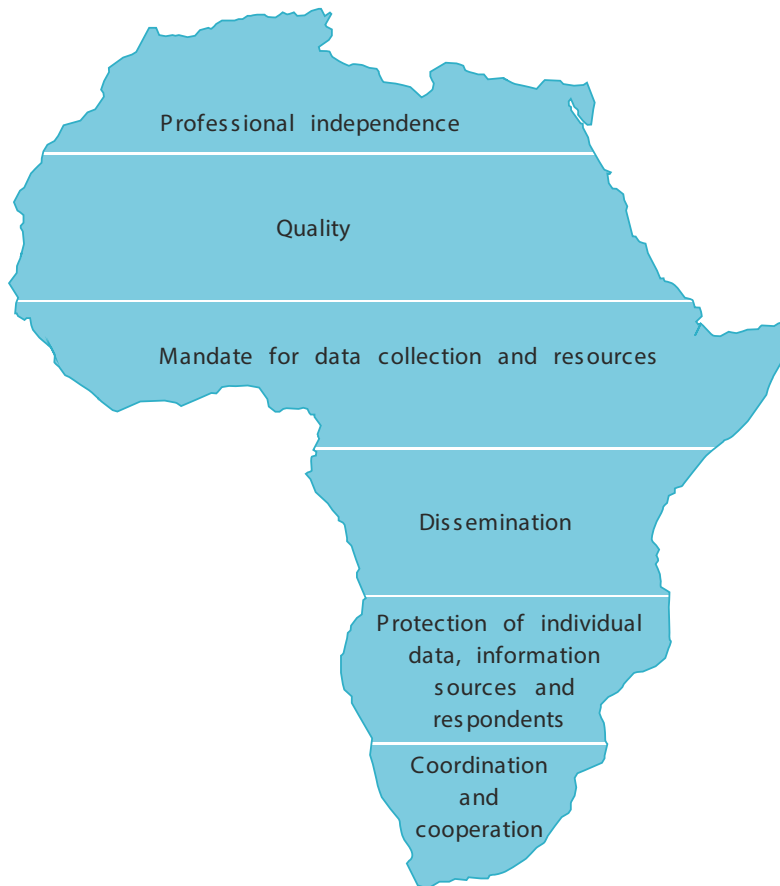 Professional independence
Quality
Mandate for data collection and resources
Dissemination
Protection of individual
data, information
sources and
respondents
Coordination
and
cooperation